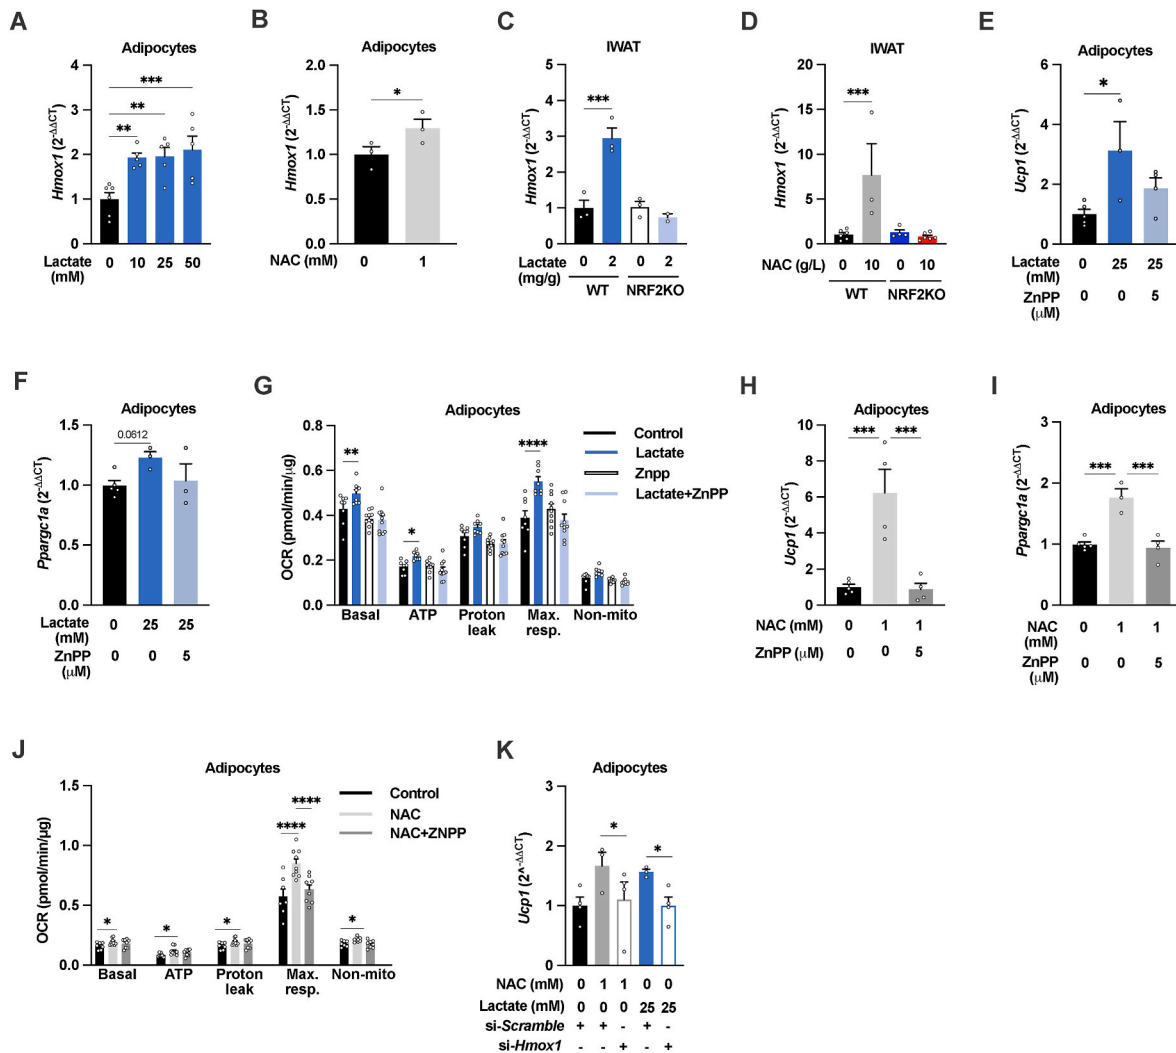 A
Adipocytes
Hmox1 (2-ΔΔCT)
4
3
2
1
0
***
**
**
Lactate (mM)
0 10 25 50
B
Adipocytes
Hmox1 (2-ΔΔCT)
2.0
1.5
1.0
0.5
0.0
*
NAC (mM)
0 1
C
IWAT
Hmox1 (2-ΔΔCT)
5
4
3
2
1
0
***
Lactate (mg/g)
0 2 0 2
WT NRF2KO
D
IWAT
Hmox1 (2-ΔΔCT)
20
15
10
5
0
***
NAC (g/L)
0 10 0 10
WT NRF2KO
E
Adipocytes
Ucp1 (2-ΔΔCT)
6
4
2
0
*
Lactate (mM)
0 25 25
ZnPP (μM)
0 0 5
F
Adipocytes
Ppargc1a (2-ΔΔCT)
1.5
1.0
0.5
0.0
0.0612
Lactate (mM)
0 25 25
ZnPP (μM)
0 0 5
G
Adipocytes
OCR (pmol/min/μg)
0.8
0.6
0.4
0.2
0.0
**
*
****
Control
Lactate
Znpp
Lactate+ZnPP
Basal ATP Proton leak Max. resp. Non-mito
H
Adipocytes
Ucp1 (2-ΔΔCT)
10
8
6
4
2
0
*** ***
NAC (mM) 0 1 1
ZnPP (μM) 0 0 5
I
Adipocytes
Ppargc1a (2-ΔΔCT)
3
2
1
0
*** ***
NAC (mM)
0 1 1
ZnPP (μM)
0 0 5
J
Adipocytes
OCR (pmol/min/μg)
1.5
1.0
0.5
0.0
*
*
*
****
****
*
Control
NAC
NAC+ZNPP
Basal ATP Proton leak Max. resp. Non-mito
K
Adipocytes
Ucp1 (2^-ΔΔCT)
3
2
1
0
*
*
NAC (mM) 0 1 1 0 0
Lactate (mM) 0 0 0 25 25
si-Scramble + + - + -
si-Hmox1 - - + - +